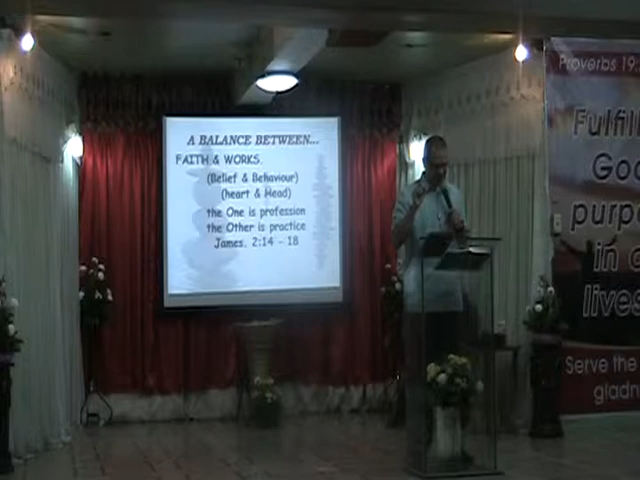 A BALANCE BETWEEN...
FAITH & WORKS.
(Belief & Behaviour)
(heart & Head)
the One is profession
the Other is practice
James. 2:14 - 18
Proverbs 19:
Fulfill
God
purp
in
lives
Serve the
gladn